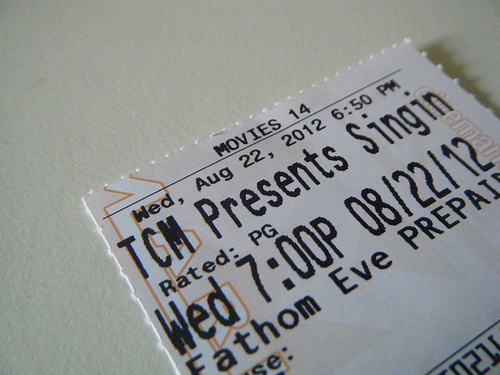 MOVIES 14
Wed, Aug 22, 2012 6:50 PM
TCM Presents Singin
Rated: PG
Wed 7:00P 08/22/12
Fathom Eve PREPAID
se: